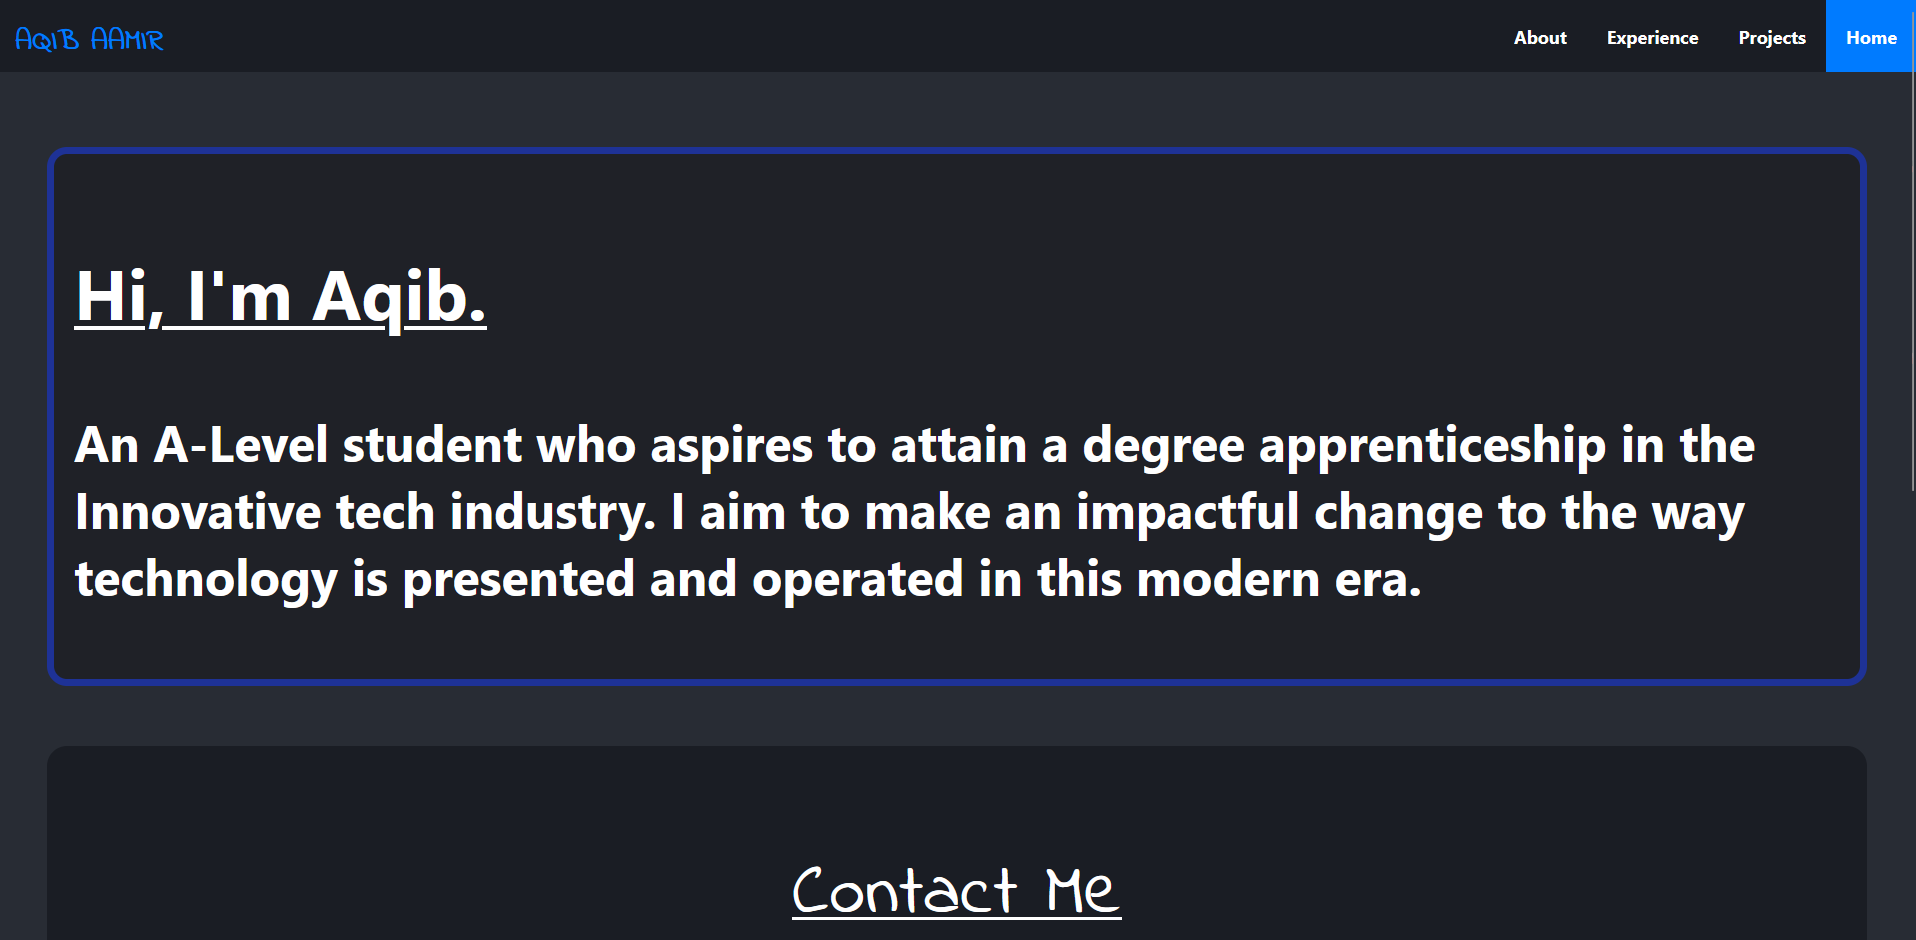 AQIB AAMIR
About Experience Projects Home
Hi, I'm Aqib.
An A-Level student who aspires to attain a degree apprenticeship in the
Innovative tech industry. I aim to make an impactful change to the way
technology is presented and operated in this modern era.
Contact Me